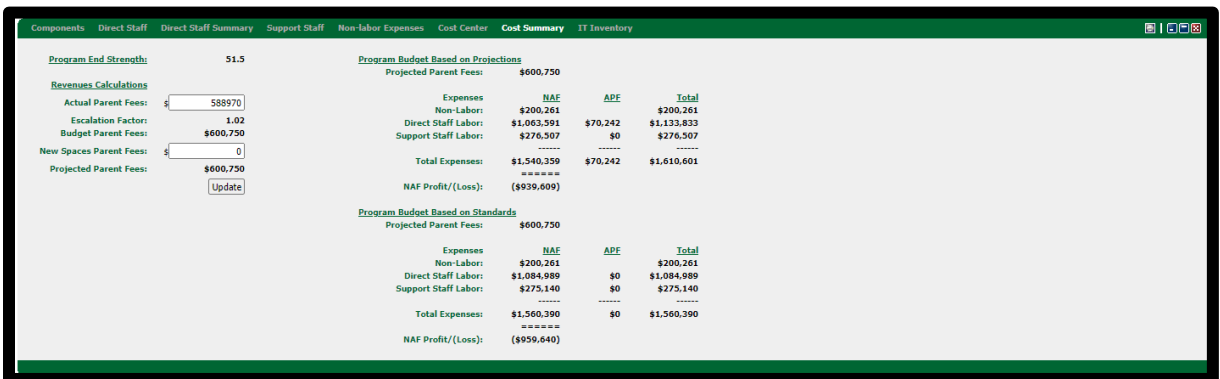 Components Direct Staff Direct Staff Summary Support Staff Non-labor Expenses Cost Center Cost Summary IT Inventory
Program End Strength: 51.5
Revenues Calculations
Actual Parent Fees: $ 588970
Escalation Factor: 1.02
Budget Parent Fees: $600,750
New Spaces Parent Fees: $ 0
Projected Parent Fees: $600,750
Update
Program Budget Based on Projections
Projected Parent Fees: $600,750
Expenses NAF APF Total
Non-Labor: $200,261 $200,261
Direct Staff Labor: $1,063,591 $70,242 $1,133,833
Support Staff Labor: $276,507 $0 $276,507
------ ------ ------
Total Expenses: $1,540,359 $70,242 $1,610,601
======
NAF Profit/(Loss): ($939,609)
Program Budget Based on Standards
Projected Parent Fees: $600,750
Expenses NAF APF Total
Non-Labor: $200,261 $200,261
Direct Staff Labor: $1,084,989 $0 $1,084,989
Support Staff Labor: $275,140 $0 $275,140
------ ------ ------
Total Expenses: $1,560,390 $0 $1,560,390
======
NAF Profit/(Loss): ($959,640)